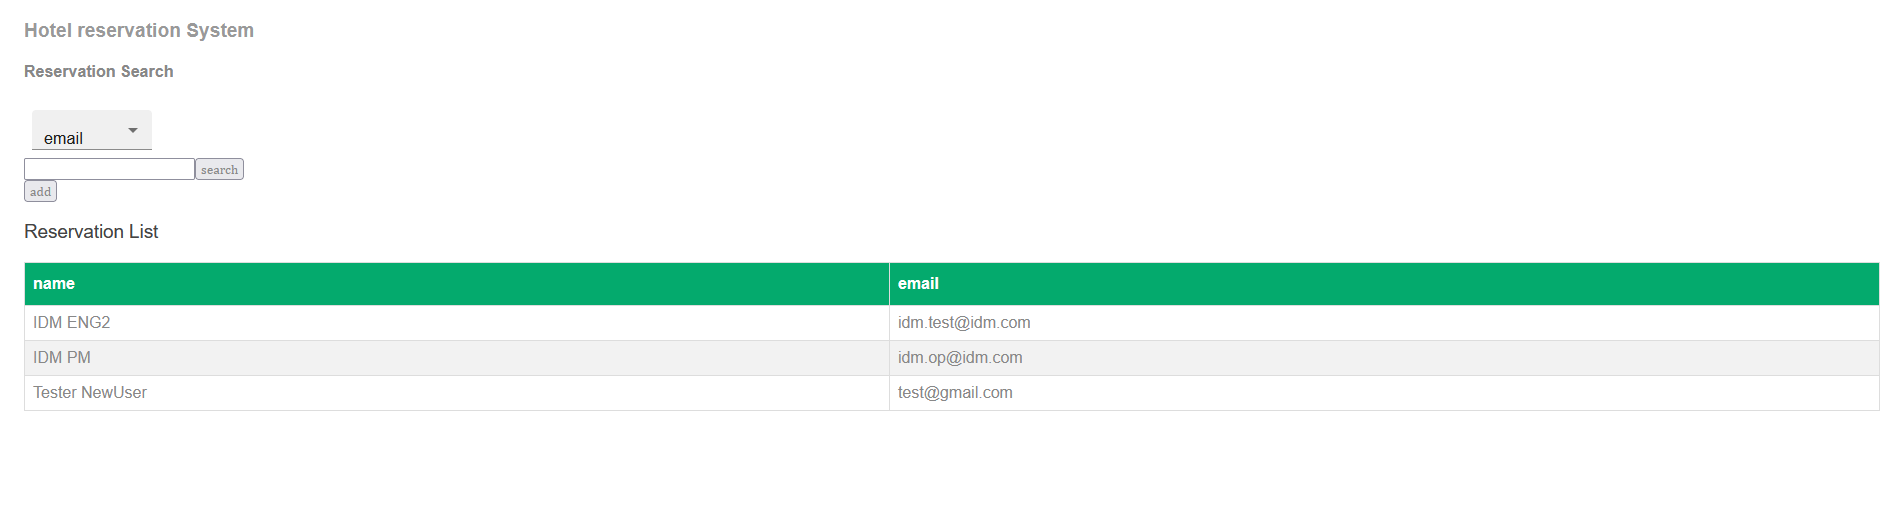 Hotel reservation System
Reservation Search
email
search
add
Reservation List
name email
IDM ENG2 idm.test@idm.com
IDM PM idm.op@idm.com
Tester NewUser test@gmail.com